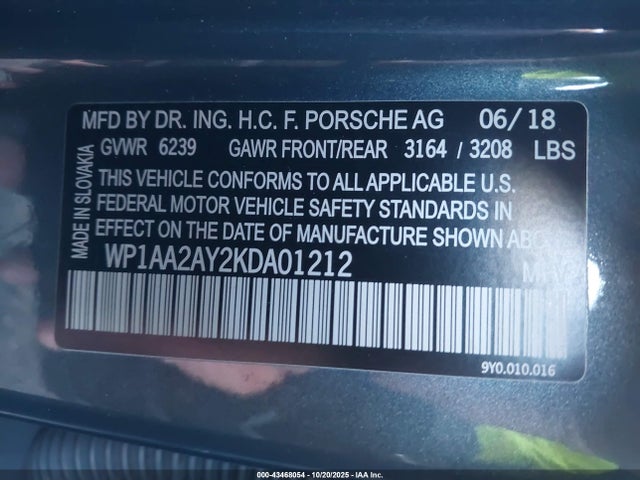 MFD BY DR. ING. H.C. F. PORSCHE AG 06/18
GVWR 6239 GAWR FRONT/REAR 3164 / 3208 LBS
MADE IN SLOVAKIA
THIS VEHICLE CONFORMS TO ALL APPLICABLE U.S.
FEDERAL MOTOR VEHICLE SAFETY STANDARDS IN
EFFECT ON THE DATE OF MANUFACTURE SHOWN
WP1AA2AY2KDA01212
9Y0.010.016
000-43468054 - 10/20/2025 - IAA Inc.